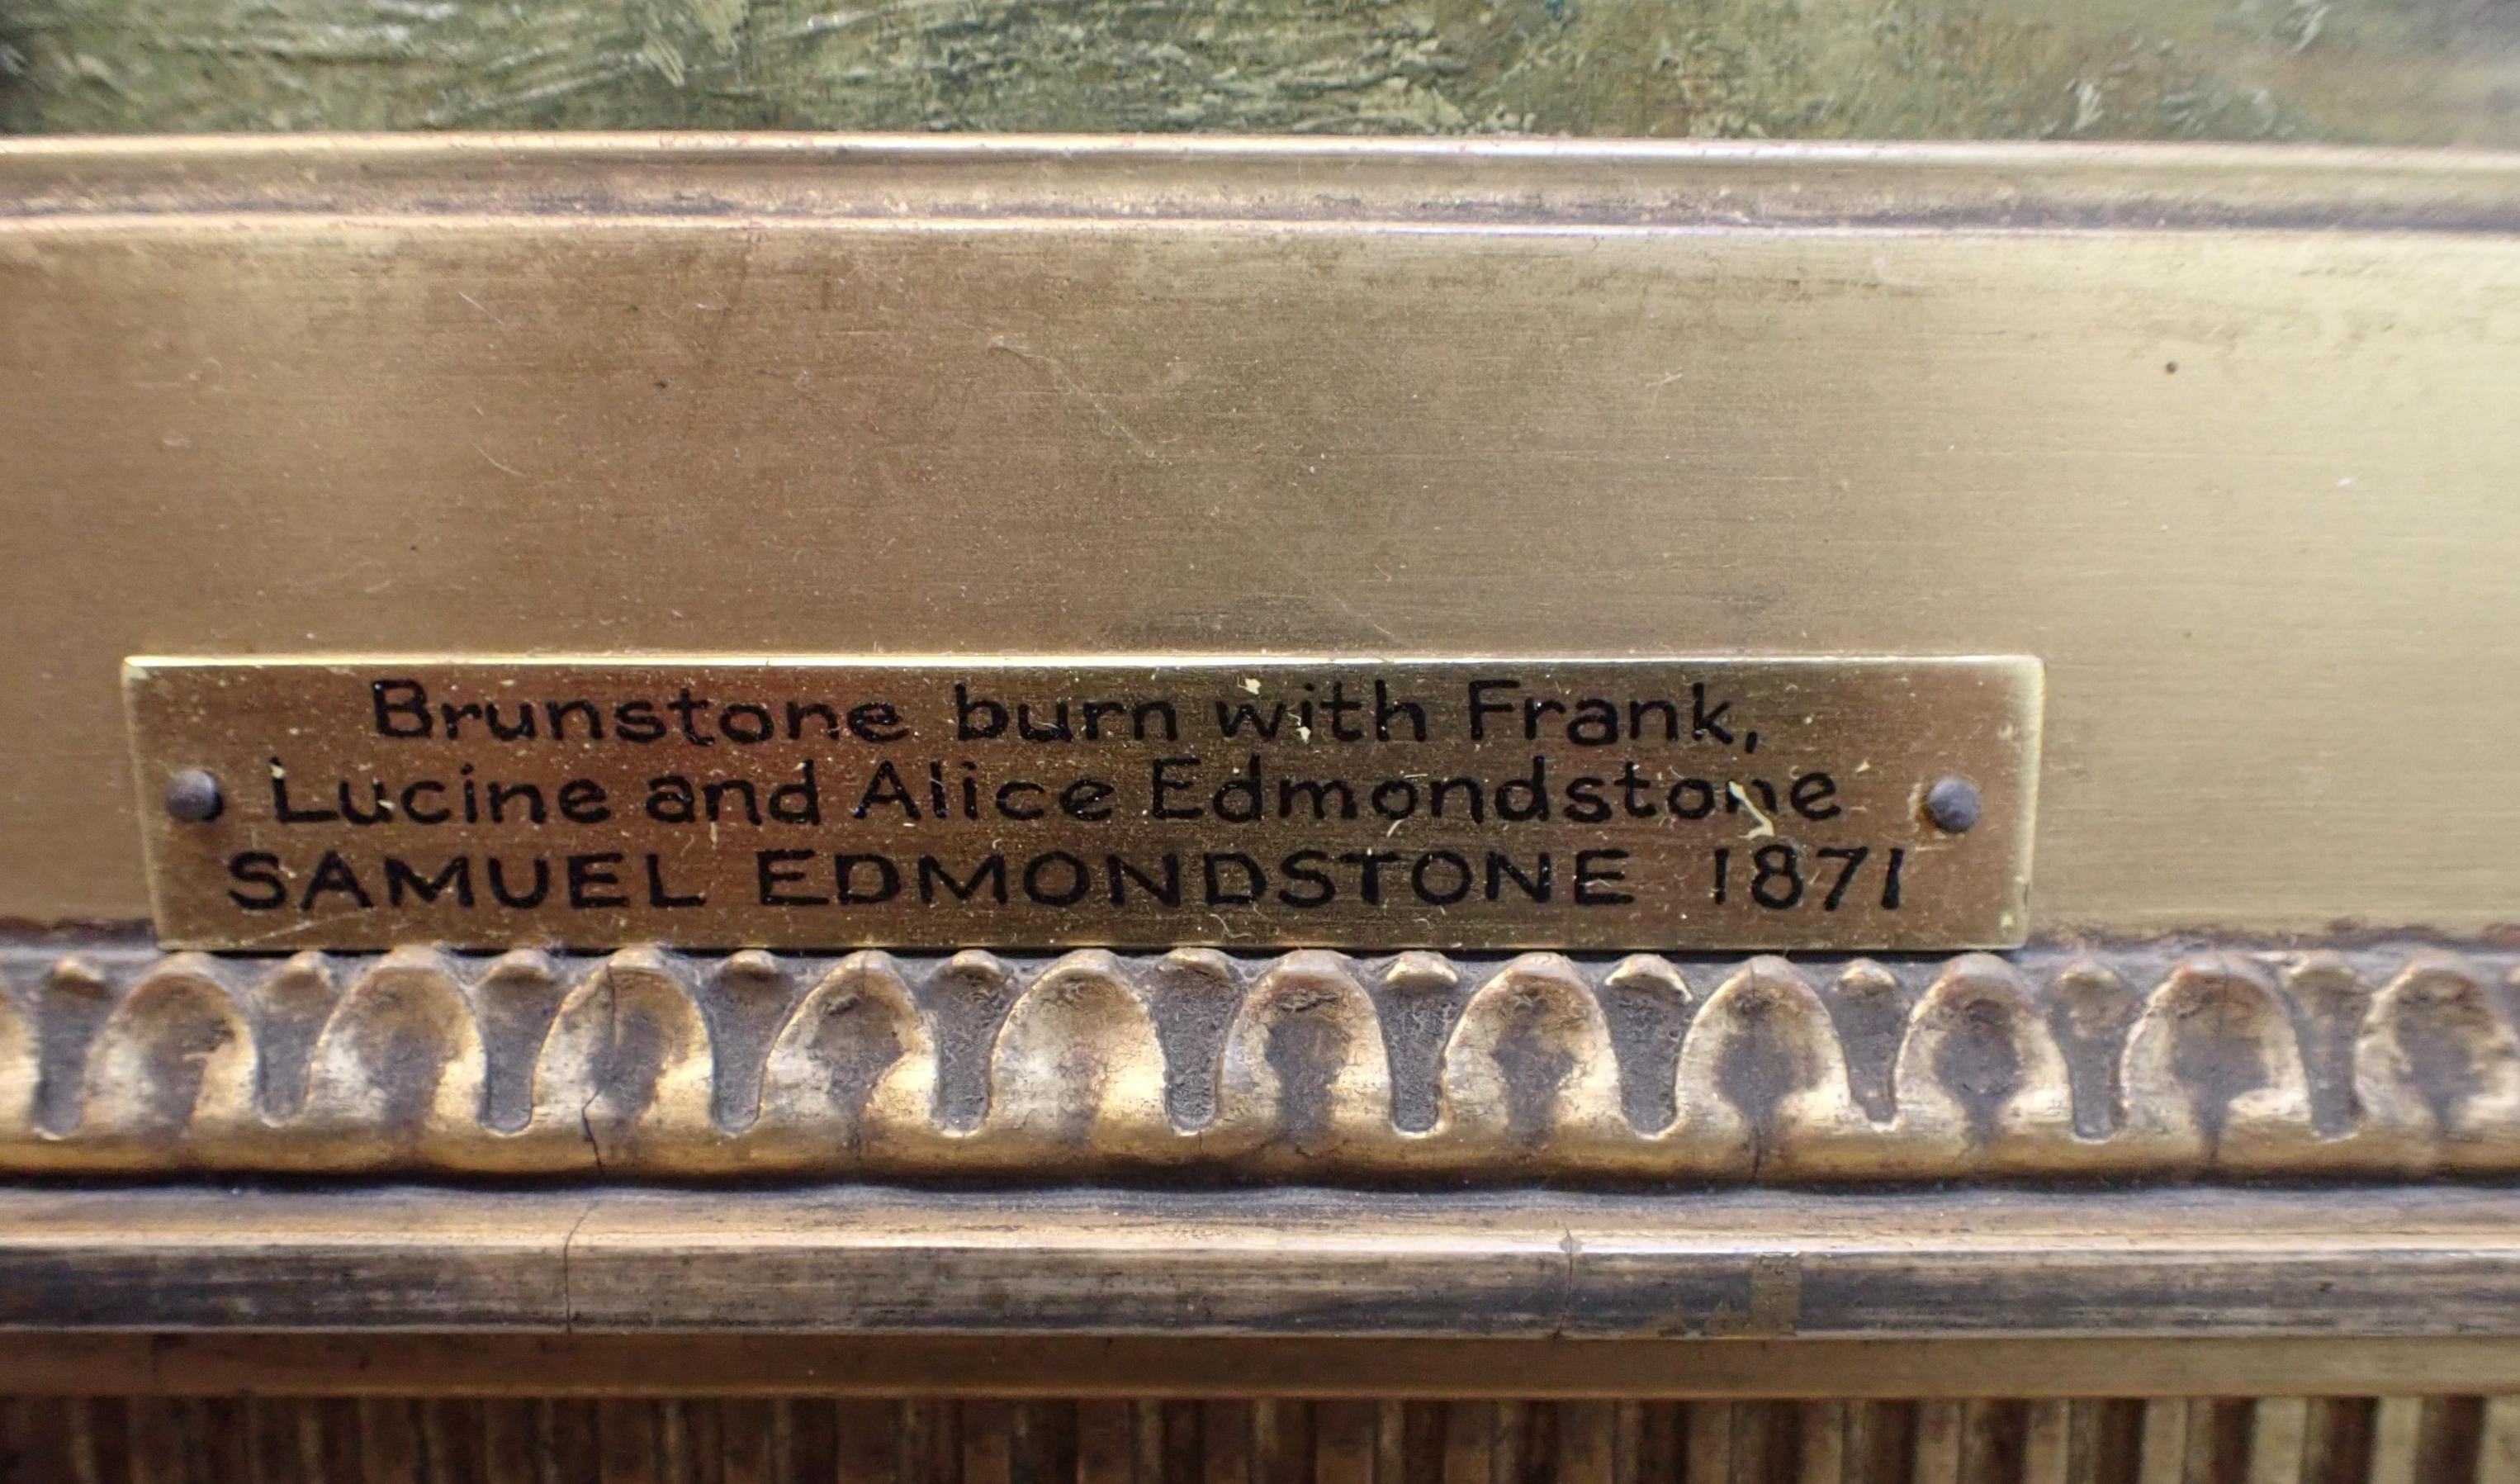 Brunstone burn with Frank,
Lucine and Alice Edmondstone
SAMUEL EDMONDSTONE 1871